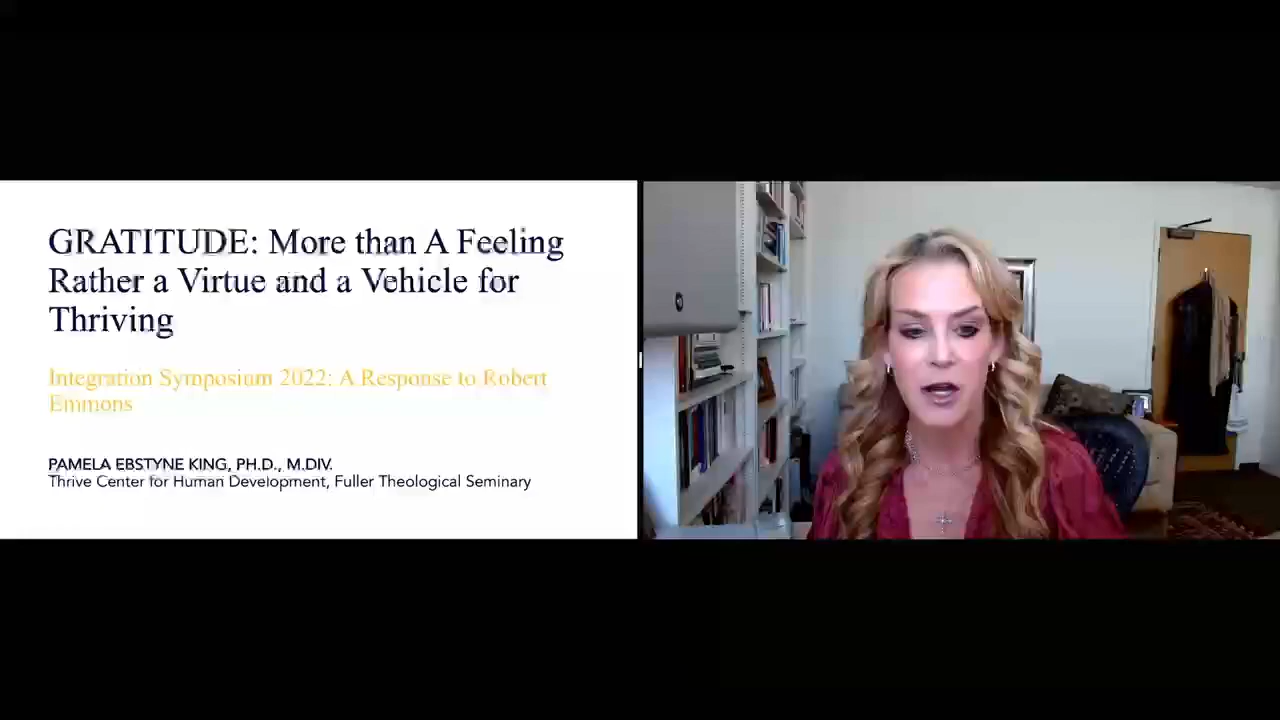 GRATITUDE: More than A Feeling
Rather a Virtue and a Vehicle for
Thriving
Integration Symposium 2022: A Response to Robert
Emmons
PAMELA EBSTYNE KING, PH.D., M.DIV.
Thrive Center for Human Development, Fuller Theological Seminary